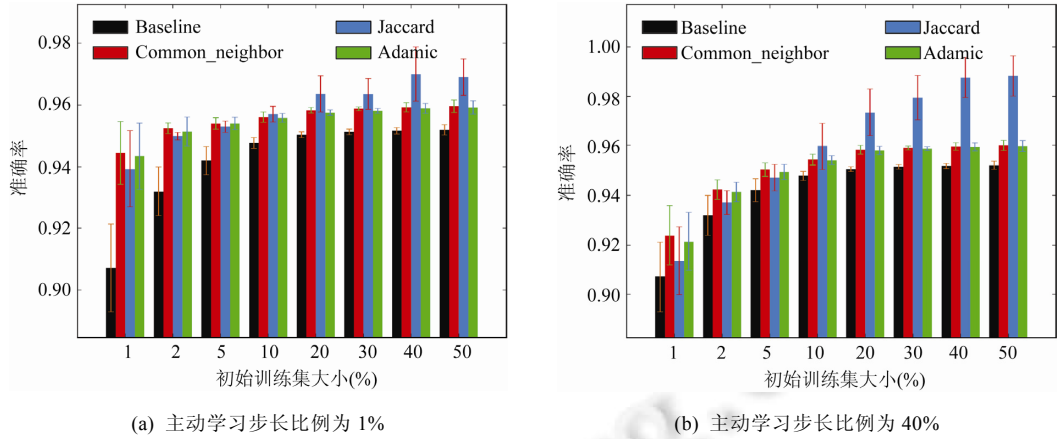 Baseline
Common_neighbor
Jaccard
Adamic
0.98
0.96
0.94
0.92
0.90
准确率
1 2 5 10 20 30 40 50
初始训练集大小(%)
(a) 主动学习步长比例为 1%
Baseline
Common_neighbor
Jaccard
Adamic
1.00
0.98
0.96
0.94
0.92
0.90
准确率
1 2 5 10 20 30 40 50
初始训练集大小(%)
(b) 主动学习步长比例为 40%